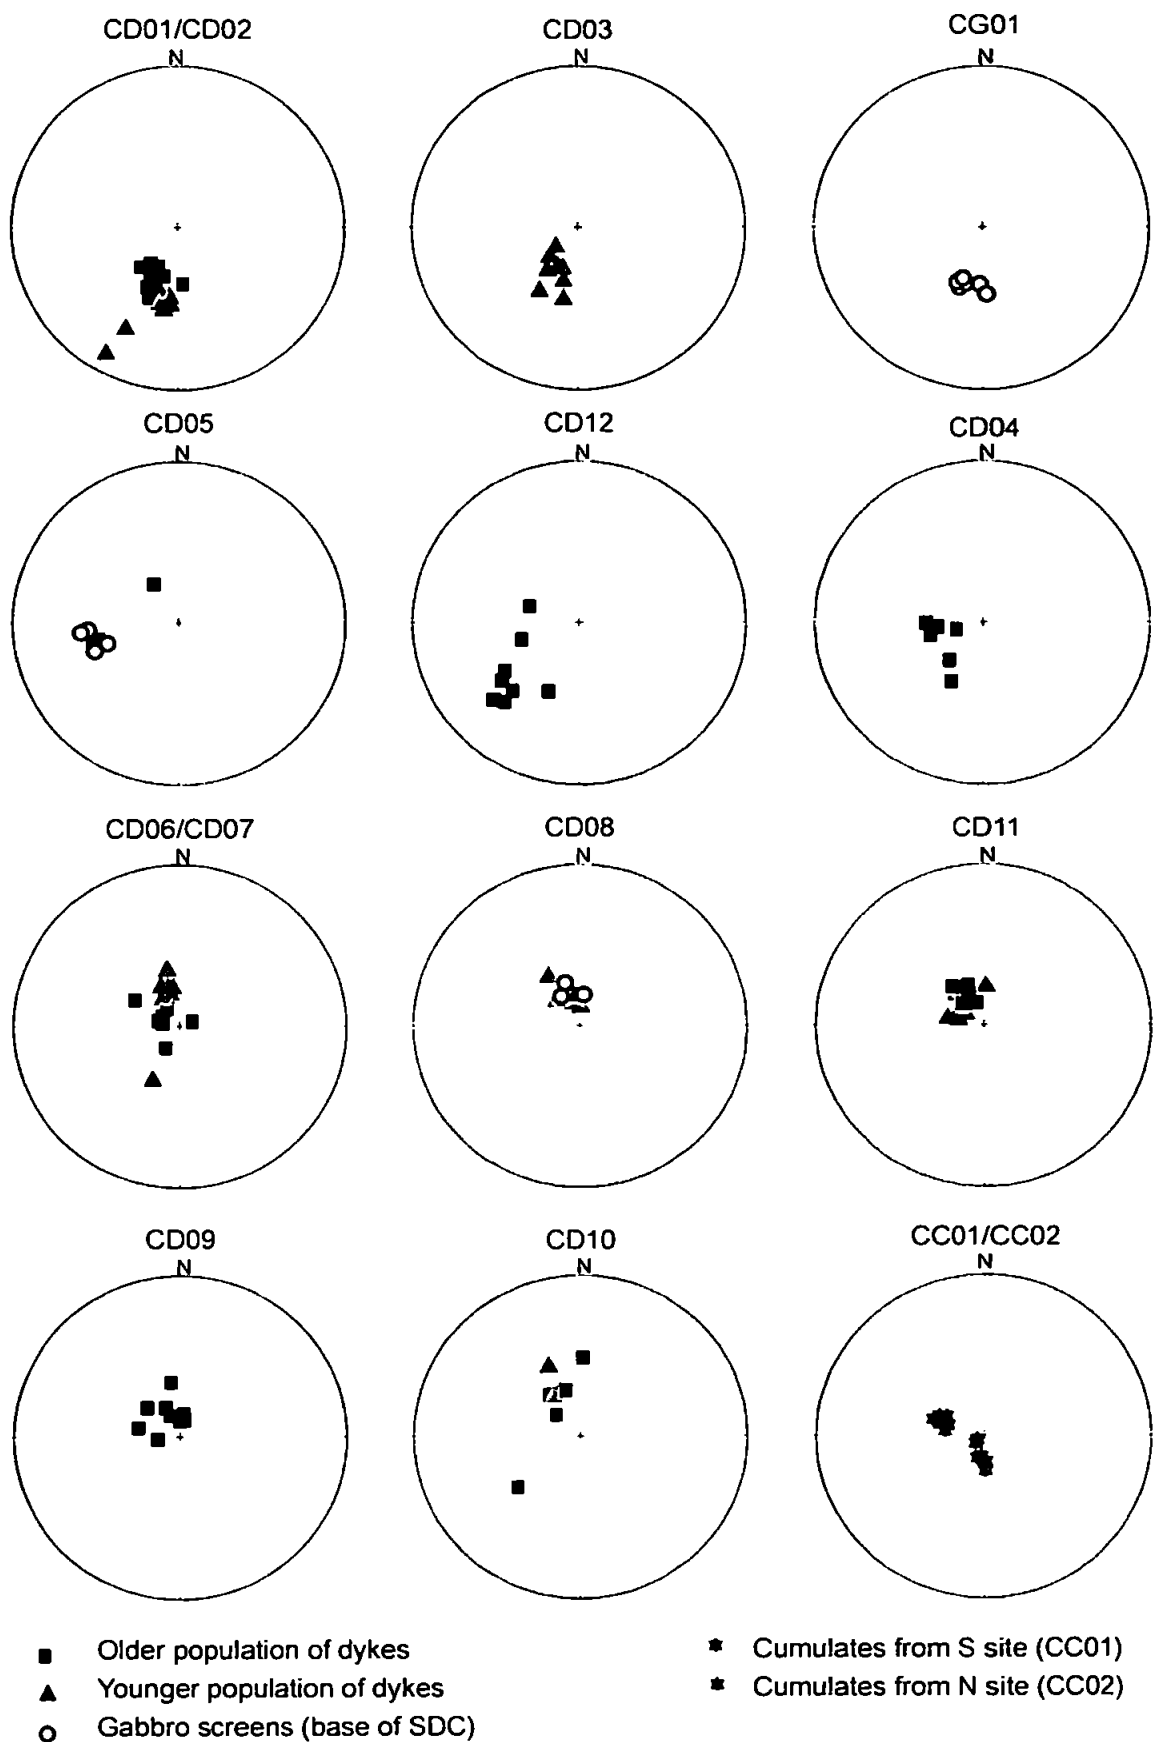 CD01/CD02
CD03
CG01
N
N
N
CD05
CD12
CD04
N
N
N
CD06/CD07
CD08
CD11
N
N
N
CD09
CD10
CC01/CC02
N
N
N
Older population of dykes
Younger population of dykes
Gabbro screens (base of SDC)
Cumulates from S site (CC01)
Cumulates from N site (CC02)